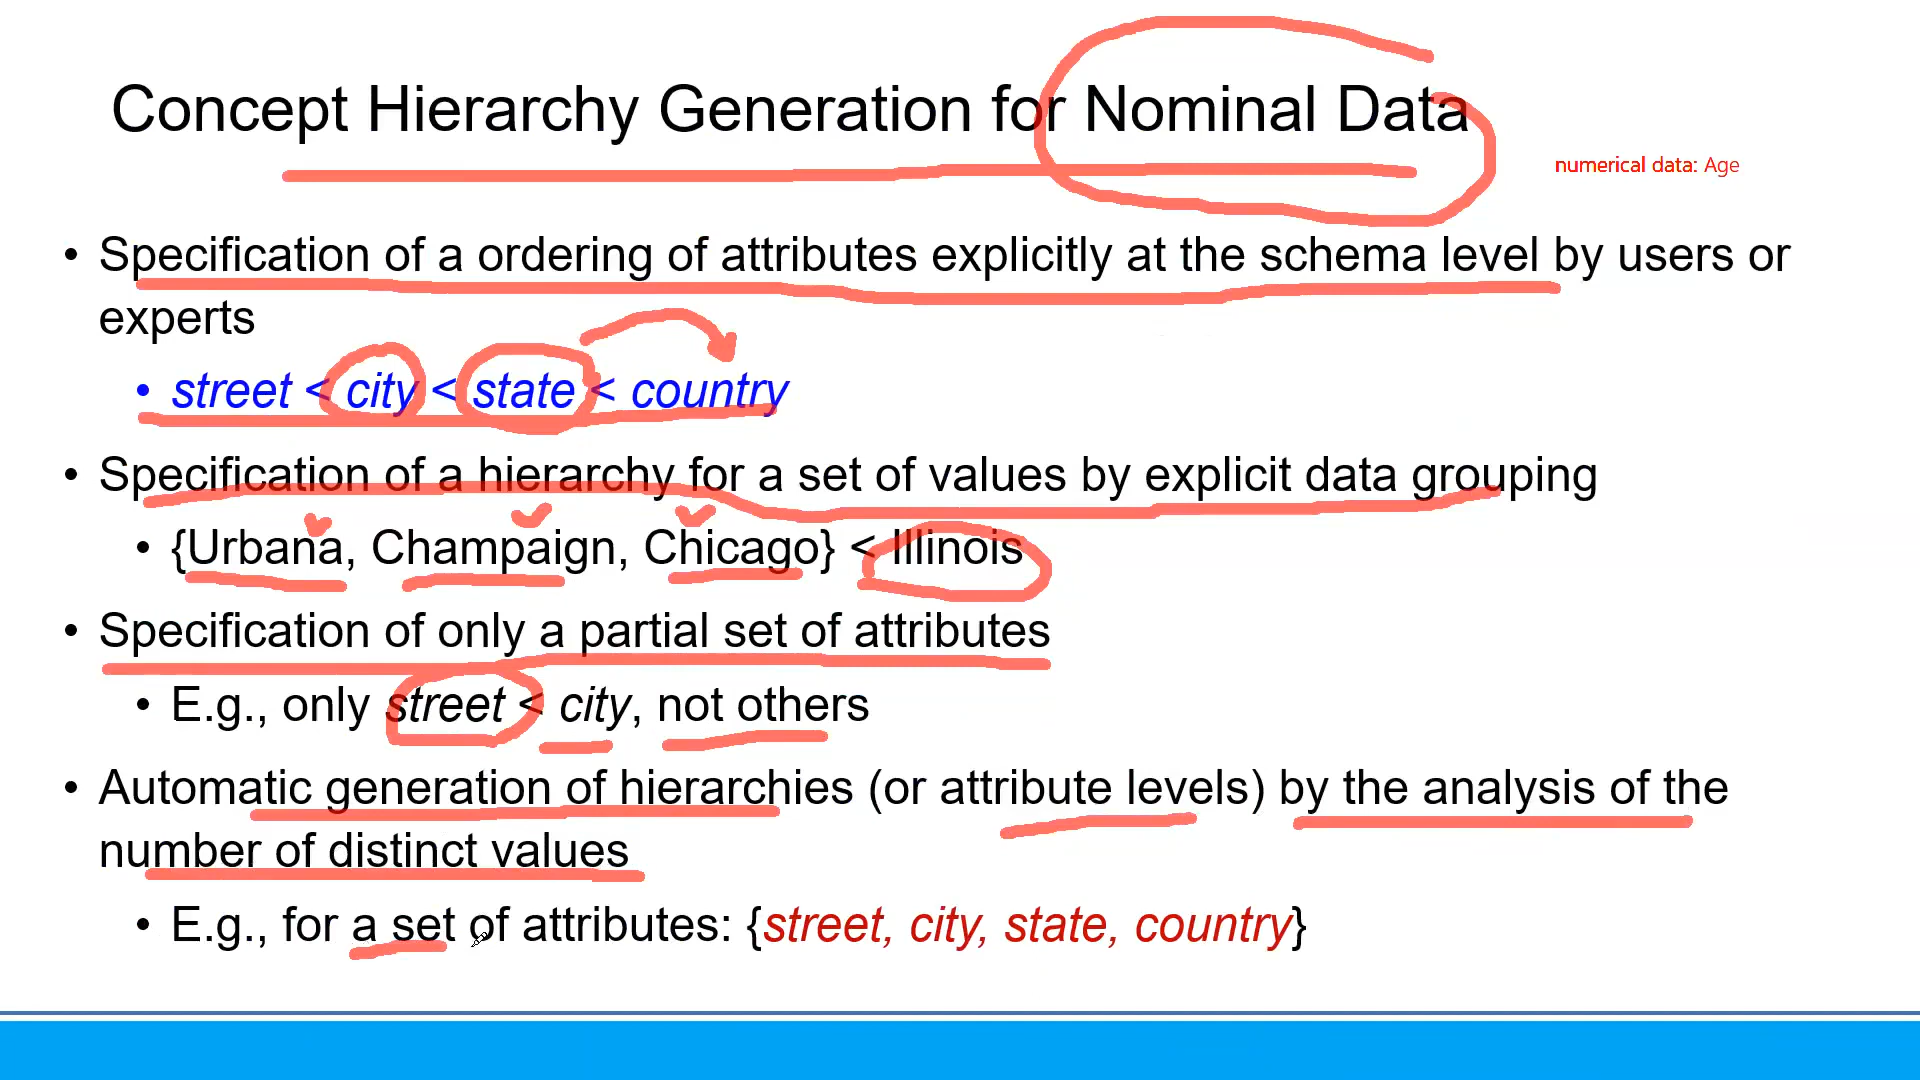 Concept Hierarchy Generation for Nominal Data
numerical data: Age
• Specification of a ordering of attributes explicitly at the schema level by users or
experts
• street < city < state < country
• Specification of a hierarchy for a set of values by explicit data grouping
• {Urbana, Champaign, Chicago} < Illinois
• Specification of only a partial set of attributes
• E.g., only street < city, not others
• Automatic generation of hierarchies (or attribute levels) by the analysis of the
number of distinct values
• E.g., for a set of attributes: {street, city, state, country}